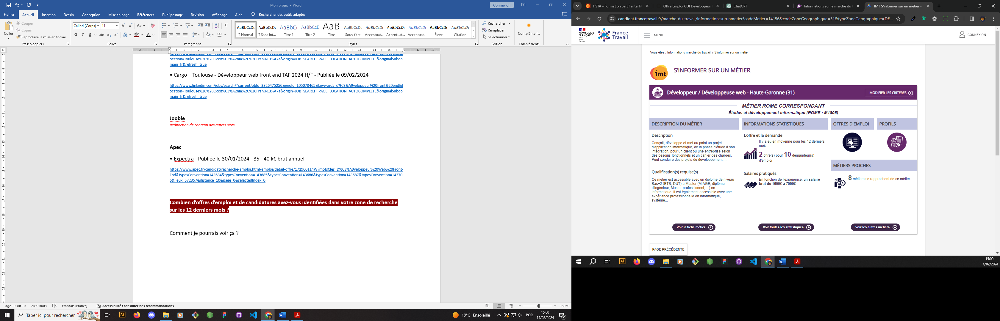 Mon projet - Word
Connexion
Fichier
Accueil
Insertion
Dessin
Conception
Mise en page
Références
Publipostage
Révision
Affichage
Aide
Rechercher des outils adaptés
Coller
Couper
Copier
Reproduire la mise en forme
Presse-papiers
Calibri (Corps)
11
Police
Paragraphe
AaBbCcDc
¶ Normal
AaBbCcDc
¶ Sans int...
AaBbCc
Titre 1
AaBbCcC
Titre 2
AaB
Titre
AaBbCcDc
Sous-titre
AaBbCcDc
Accentuat...
AaBbCcDc
Accentuat...
AaBbCcDc
Accentuat...
AaBbCcDc
Élevé
AaBbCcDc
Citation
Styles
Rechercher
Remplacer
Sélectionner
Édition
Compléments
Compléments
ocation=Toulouse%2C%20Occit%C3%A2nia%2C%20Fran%C3%A7a&origin=JOB_SEARCH_PAGE_LOCATION_AUTOCOMPLETE&originalSubdo
main=fr&refresh=true
• Cargo – Toulouse - Développeur web front end TAF 2024 H/F - Publiée le 09/02/2024
https://www.linkedin.com/jobs/search/?currentJobId=3826475256&geoId=105073465&keywords=d%C3%A9veloppeur%20front%20end&l
ocation=Toulouse%2C%20Occit%C3%A2nia%2C%20Fran%C3%A7a&origin=JOB_SEARCH_PAGE_LOCATION_AUTOCOMPLETE&originalSubdo
main=fr&refresh=true
Jooble
Redirection de contenu des autres sites.
Apec
• Expectra - Publiée le 30/01/2024 - 35 - 40 k€ brut annuel
https://www.apec.fr/candidat/recherche-emploi.html/emploi/detail-offre/172960114W?motsCles=D%C3%A9veloppeur%20Web%20Front-
End&typesConvention=143684&typesConvention=143685&typesConvention=143686&typesConvention=143687&typesConvention=14370
6&lieux=572357&distance=10&page=0&selectedIndex=0
Combien d'offres d'emploi et de candidatures avez-vous identifiées dans votre zone de recherche
sur les 12 derniers mois ?
Comment je pourrais voir ça ?
Page 10 sur 10
2499 mots
Français (France)
Accessibilité : consultez nos recommandations
130 %
Taper ici pour rechercher
19°C Ensoleillé
POR
15:00
14/02/2024
HSTA - Formation certifiante Ti
Offre Emploi CDI Développeur
ChatGPT
Informations sur le marché du
IMT S'informer sur un métier -
candidat.francetravail.fr/marche-du-travail/informationssurunmetier?codeMetier=14156&codeZoneGeographique=31&typeZoneGeographique=DE...
RÉPUBLIQUE
FRANÇAISE
Liberté
Égalité
Fraternité
France
Travail
MENU
CONNEXION
Vous êtes : Informations marché du travail » S'informer sur un métier
imt
S'INFORMER SUR UN MÉTIER
Développeur / Développeuse web - Haute-Garonne (31)
MODIFIER LES CRITÈRES
MÉTIER ROME CORRESPONDANT
Études et développement informatique (ROME : M1805)
DESCRIPTION DU MÉTIER
Description
Conçoit, développe et met au point un projet
d'application informatique, de la phase d'étude à son
intégration, pour un client ou une entreprise selon
des besoins fonctionnels et un cahier des charges.
Peut conduire des projets de développement....
Qualification(s) requise(s)
Ce métier est accessible avec un diplôme de niveau
Bac+2 (BTS, DUT) à Master (MIAGE, diplôme
d'ingénieur, Master professionnel, ...) en
informatique. Il est également accessible avec une
expérience professionnelle en informatique,
système...
Voir la fiche métier
INFORMATIONS STATISTIQUES
L'offre et la demande
Il y a eu en moyenne pour les 12 derniers
mois :
2 offre(s) pour 10 demandeur(s)
d'emploi
Salaires pratiqués
En fonction de l'expérience, un salaire
brut de 1600€ à 7050€
Voir toutes les statistiques
OFFRES D'EMPLOI
PROFILS
MÉTIERS PROCHES
8 métiers se rapprochent de ce métier.
Voir les autres métiers
PAGE PRÉCÉDENTE
15:00
14/02/2024